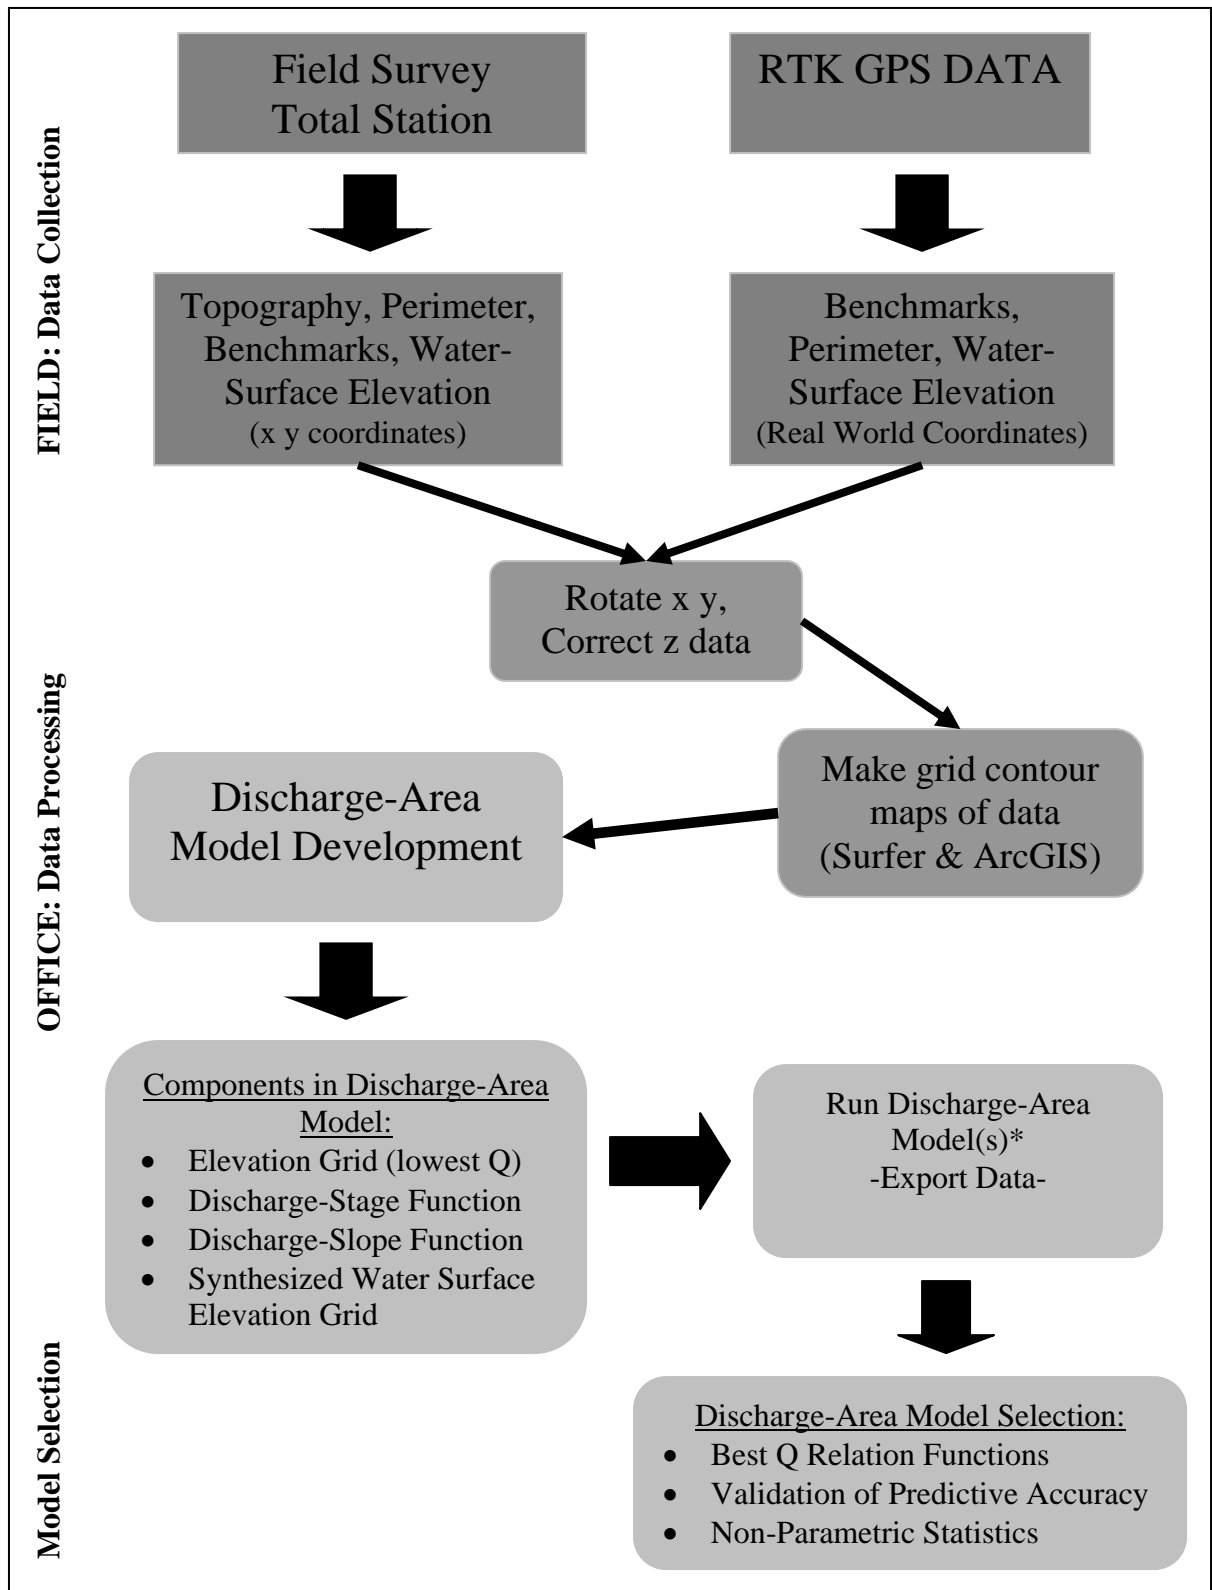 FIELD: Data Collection
Field Survey
Total Station
RTK GPS DATA
Topography, Perimeter,
Benchmarks, Water-
Surface Elevation
(x y coordinates)
Benchmarks,
Perimeter, Water-
Surface Elevation
(Real World Coordinates)
OFFICE: Data Processing
Rotate x y,
Correct z data
Make grid contour
maps of data
(Surfer & ArcGIS)
Discharge-Area
Model Development
Components in Discharge-Area
Model:
• Elevation Grid (lowest Q)
• Discharge-Stage Function
• Discharge-Slope Function
• Synthesized Water Surface
Elevation Grid
Run Discharge-Area
Model(s)*
-Export Data-
Model Selection
Discharge-Area Model Selection:
• Best Q Relation Functions
• Validation of Predictive Accuracy
• Non-Parametric Statistics